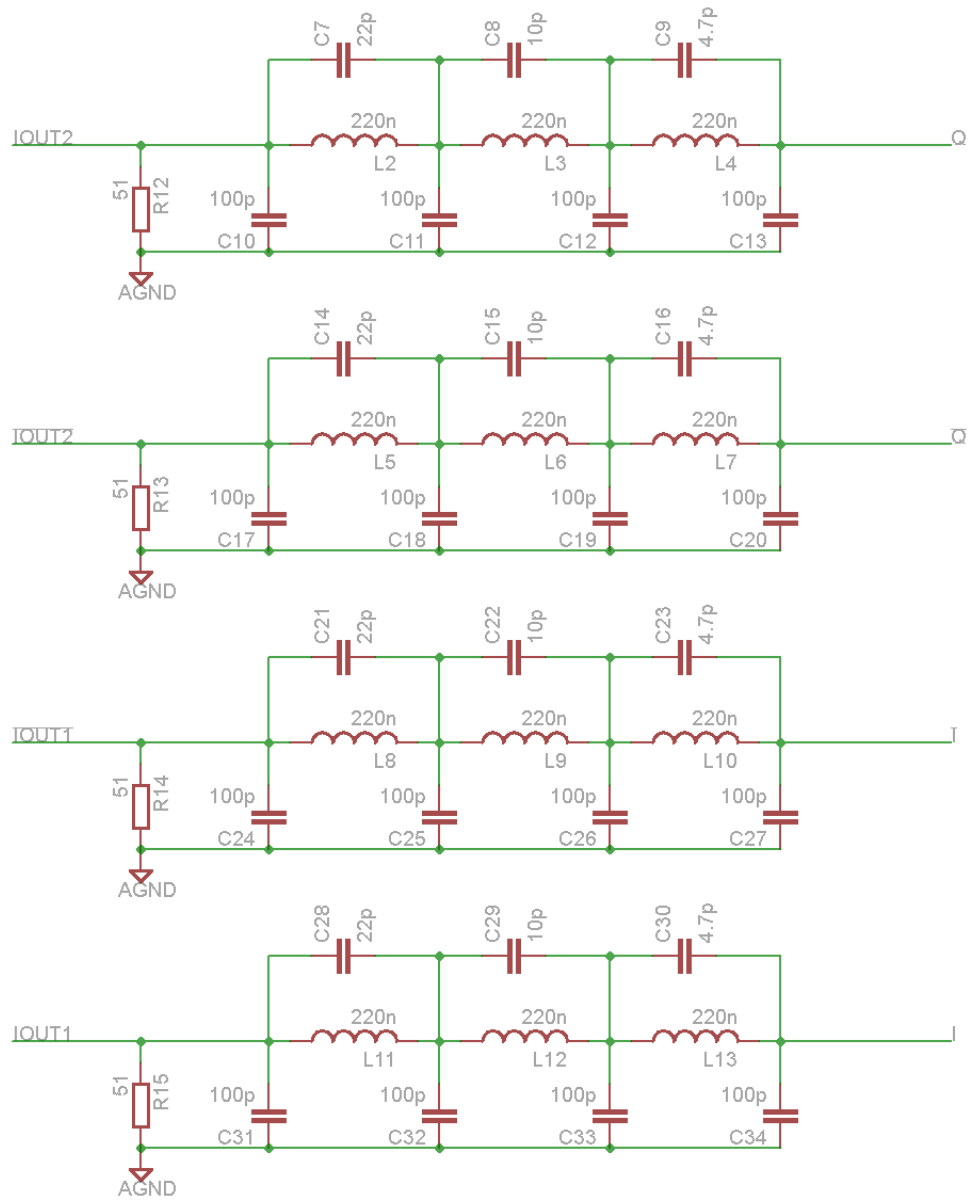 C7 22p C8 10p C9 4.7p
IOUT2 220n 220n 220n Q
L2 L3 L4
51 R12 100p 100p 100p 100p
C10 C11 C12 C13
AGND
C14 22p C15 10p C16 4.7p
I̅O̅U̅T̅2̅ 220n 220n 220n Q̅
L5 L6 L7
51 R13 100p 100p 100p 100p
C17 C18 C19 C20
AGND
C21 22p C22 10p C23 4.7p
I̅O̅U̅T̅1̅ 220n 220n 220n I̅
L8 L9 L10
51 R14 100p 100p 100p 100p
C24 C25 C26 C27
AGND
C28 22p C29 10p C30 4.7p
IOUT1 220n 220n 220n I
L11 L12 L13
51 R15 100p 100p 100p 100p
C31 C32 C33 C34
AGND